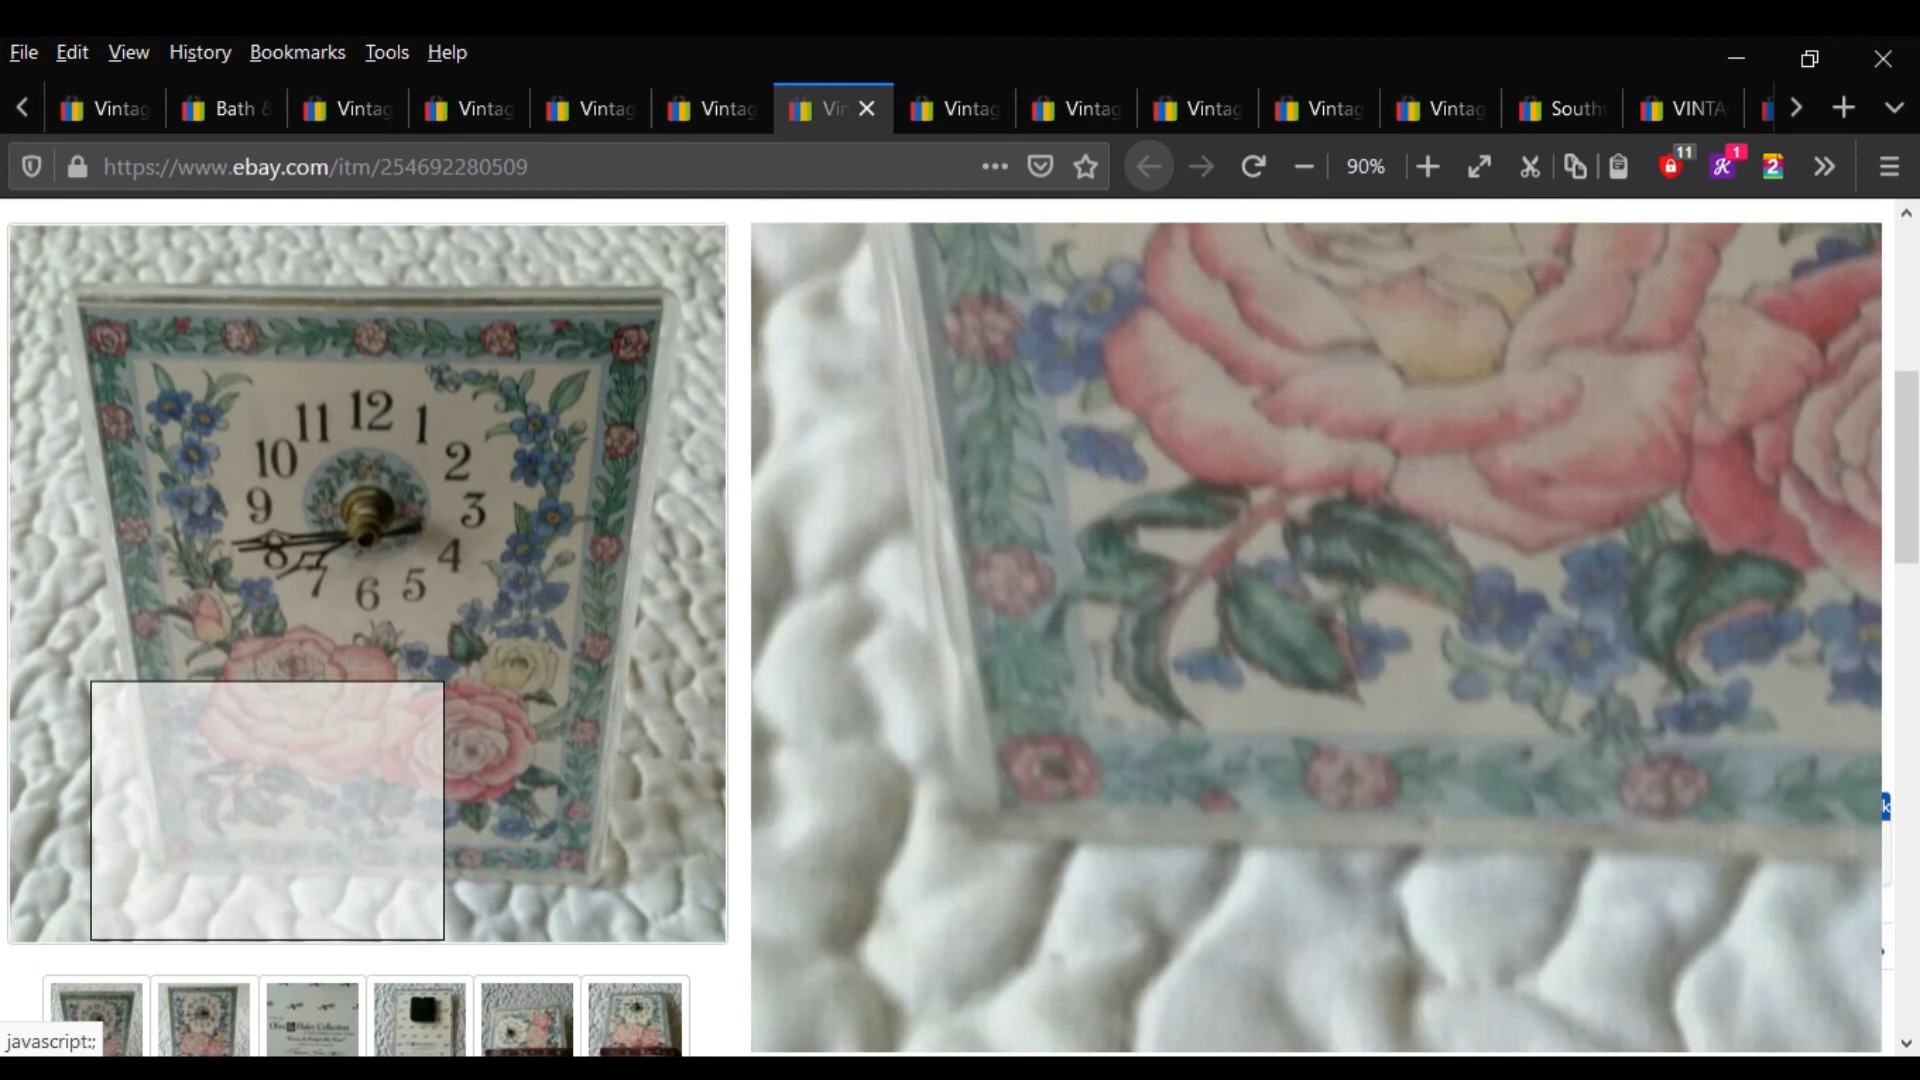 File Edit View History Bookmarks Tools Help
Vintag Bath & Vintag Vintag Vintag Vintag Vin Vintag Vintag Vintag Vintag Vintag South VINTA
https://www.ebay.com/itm/254692280509 90% 11 K 1 2
12
11 1
10 2
9 3
8 4
7 6 5
k
Collection
javascript:;